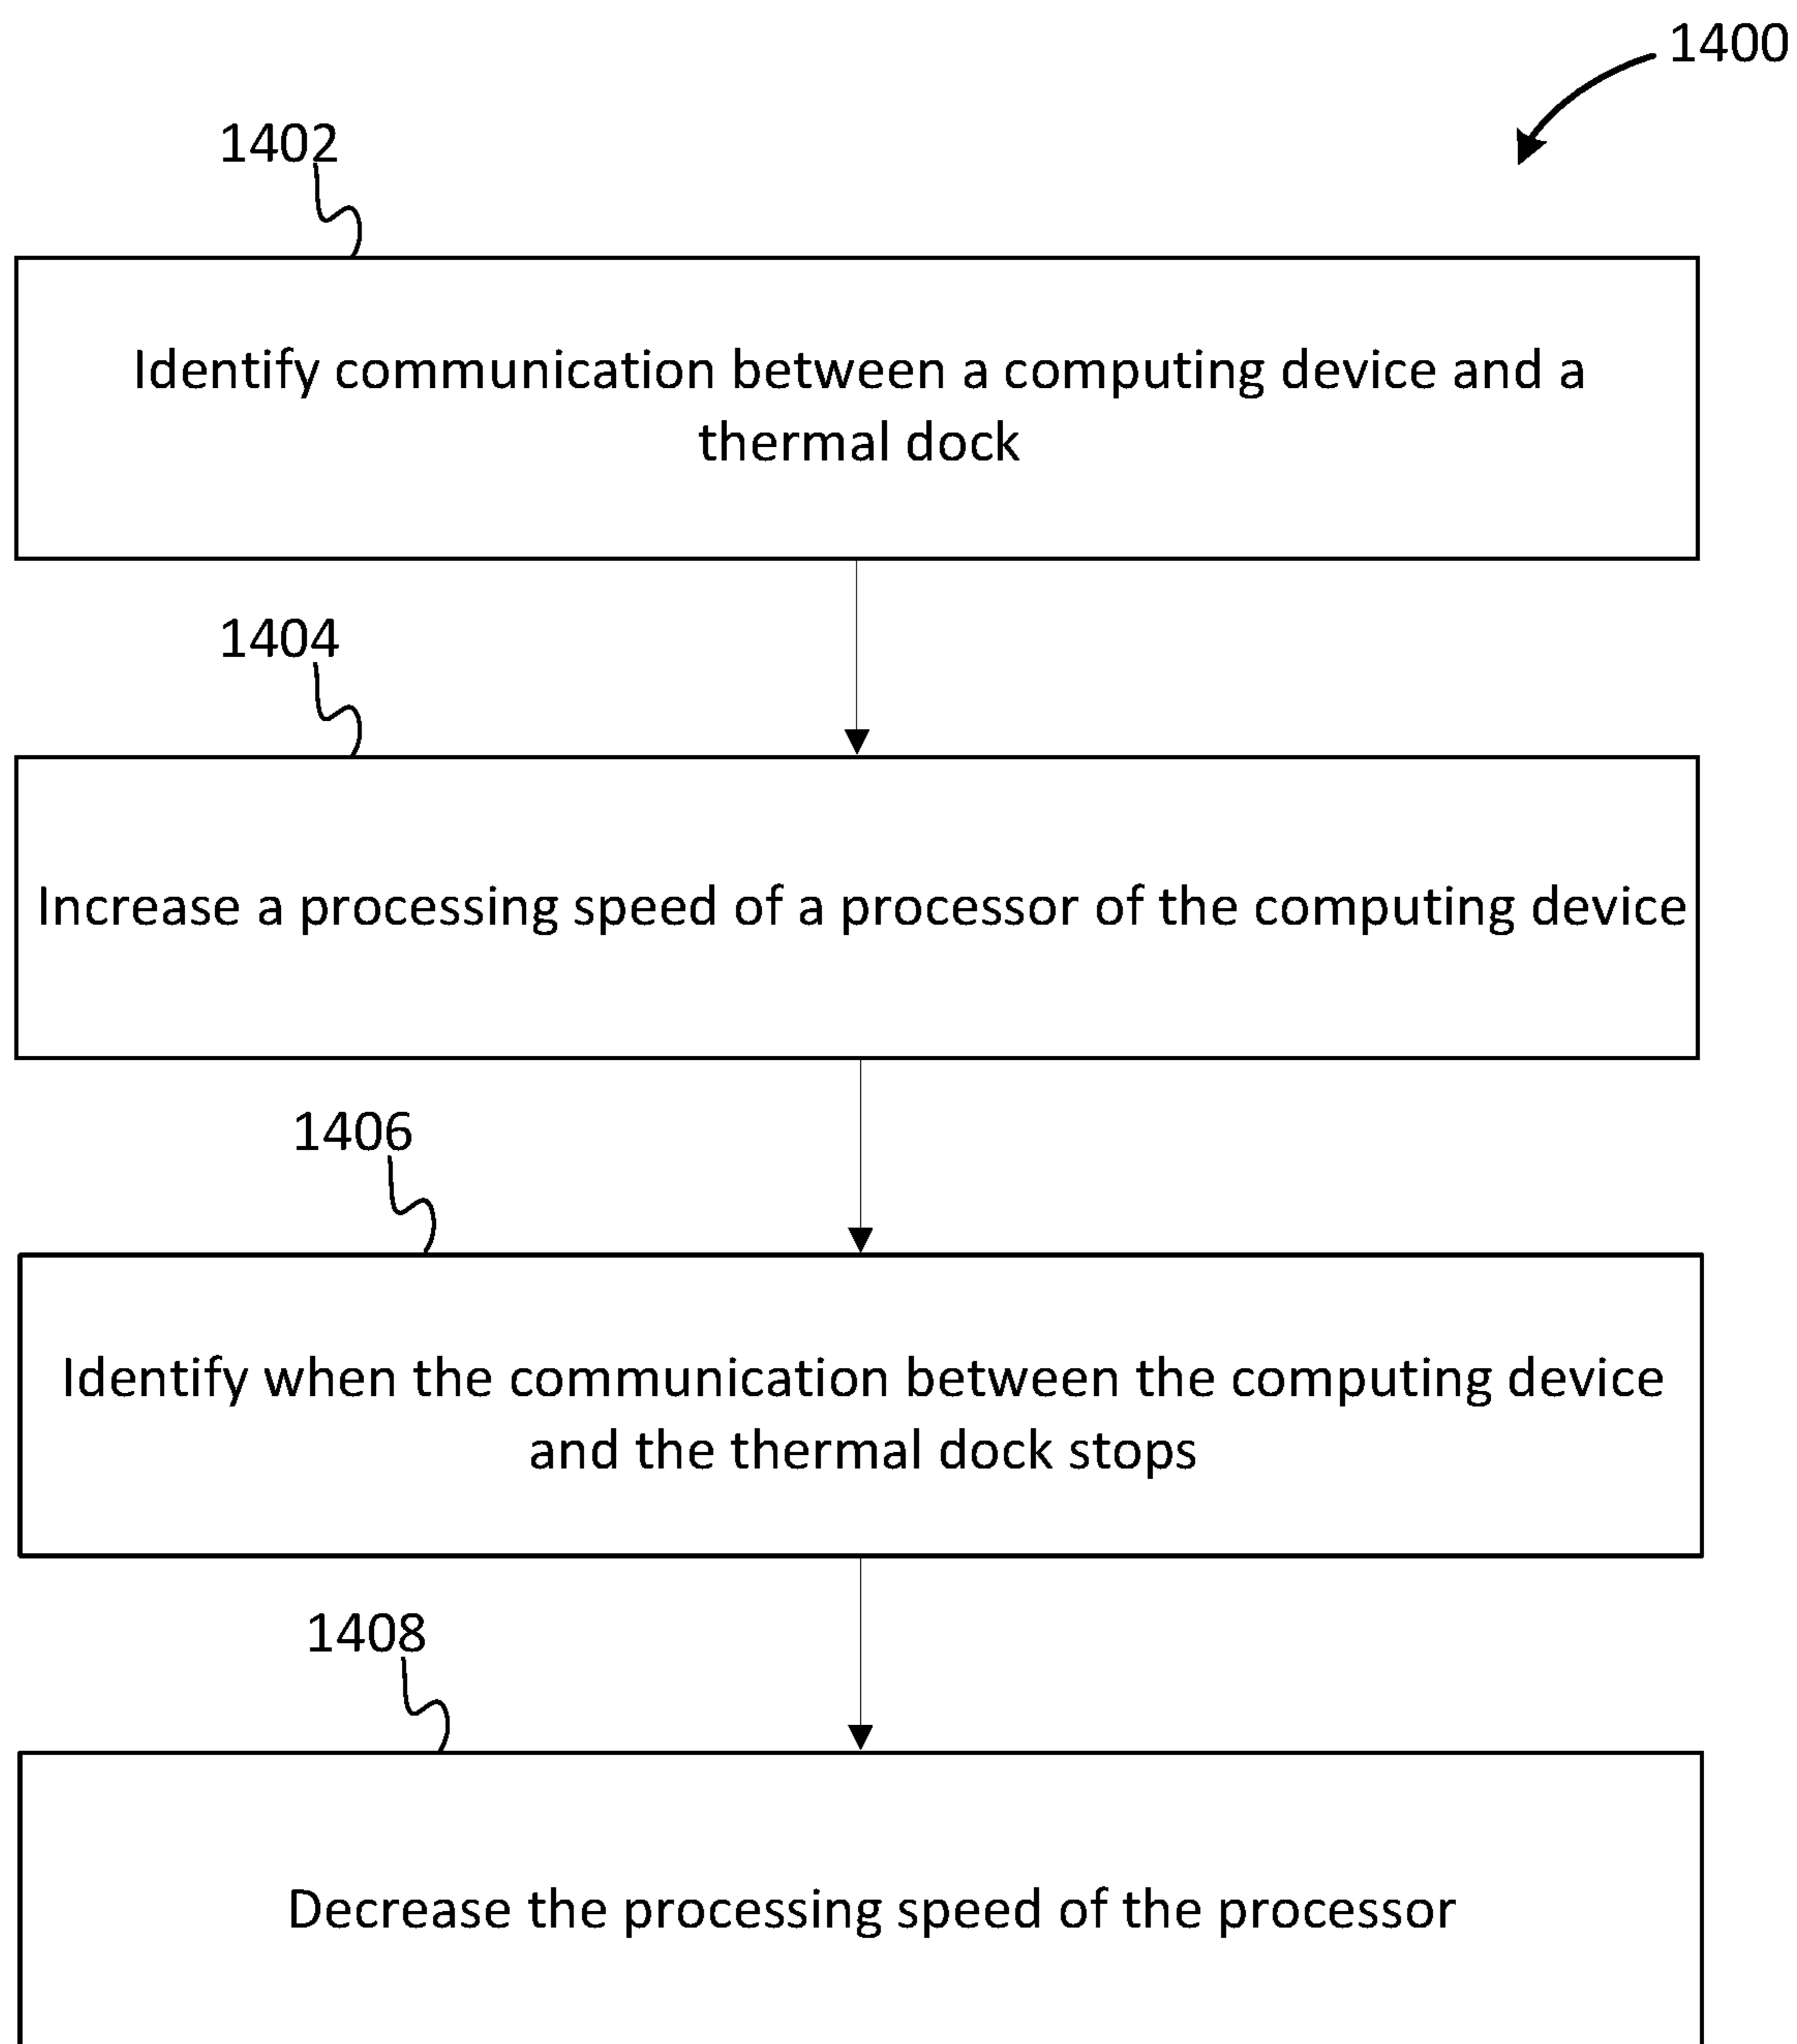 1400
1402
Identify communication between a computing device and a
thermal dock
1404
Increase a processing speed of a processor of the computing device
1406
Identify when the communication between the computing device
and the thermal dock stops
1408
Decrease the processing speed of the processor